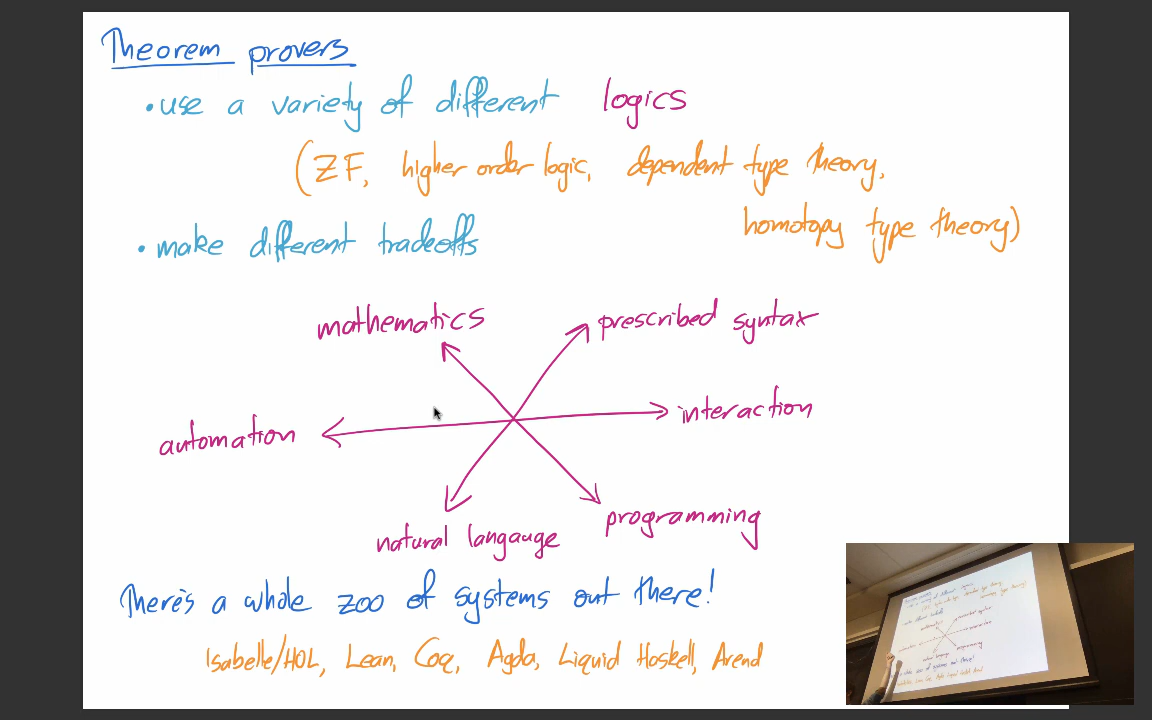 Theorem provers
• use a variety of different logics
(ZF, higher order logic, dependent type theory,
homotopy type theory)
• make different tradeoffs
mathematics
prescribed syntax
automation
interaction
natural langauge
programming
There's a whole zoo of systems out there!
Isabelle/HOL, Lean, Coq, Agda, Liquid Haskell, Arend